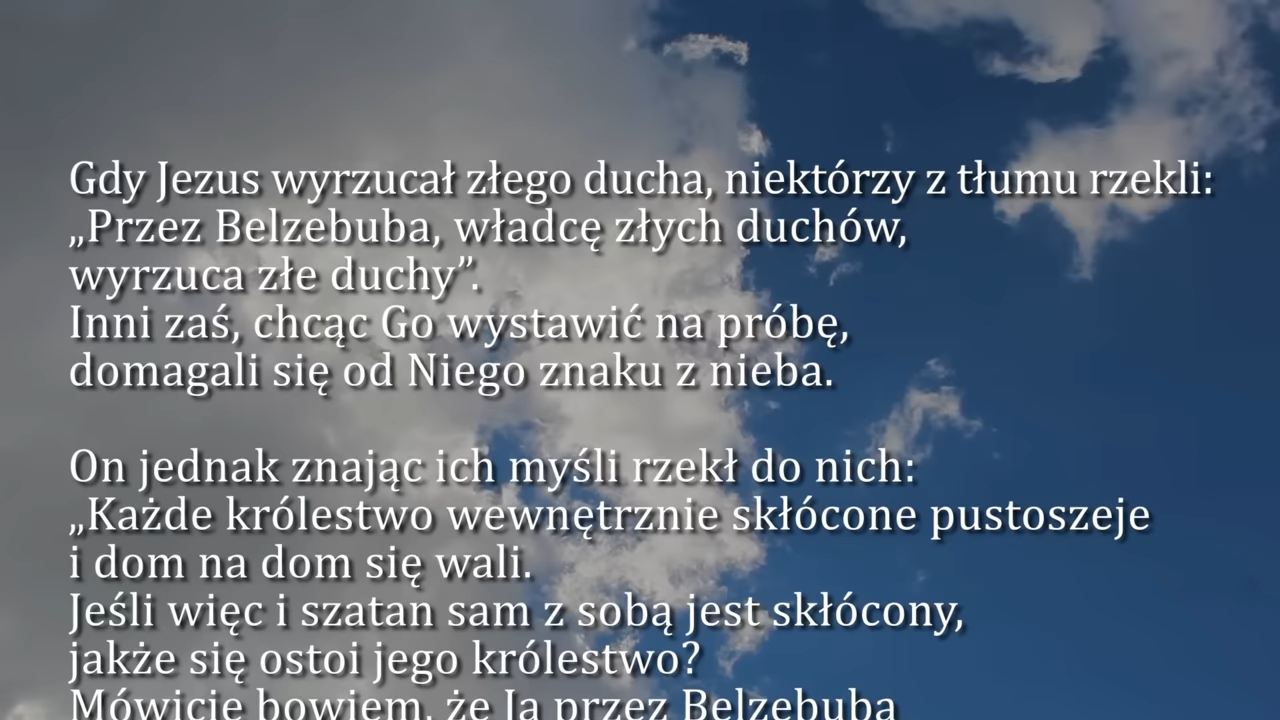 Gdy Jezus wyrzucał złego ducha, niektórzy z tłumu rzekli:
„Przez Belzebuba, władcę złych duchów,
wyrzuca złe duchy”.
Inni zaś, chcąc Go wystawić na próbę,
domagali się od Niego znaku z nieba.
On jednak znając ich myśli rzekł do nich:
„Każde królestwo wewnętrznie skłócone pustoszeje
i dom na dom się wali.
Jeśli więc i szatan sam z sobą jest skłócony,
jakże się ostoi jego królestwo?
Mówicie bowiem, że Ja przez Belzebuba